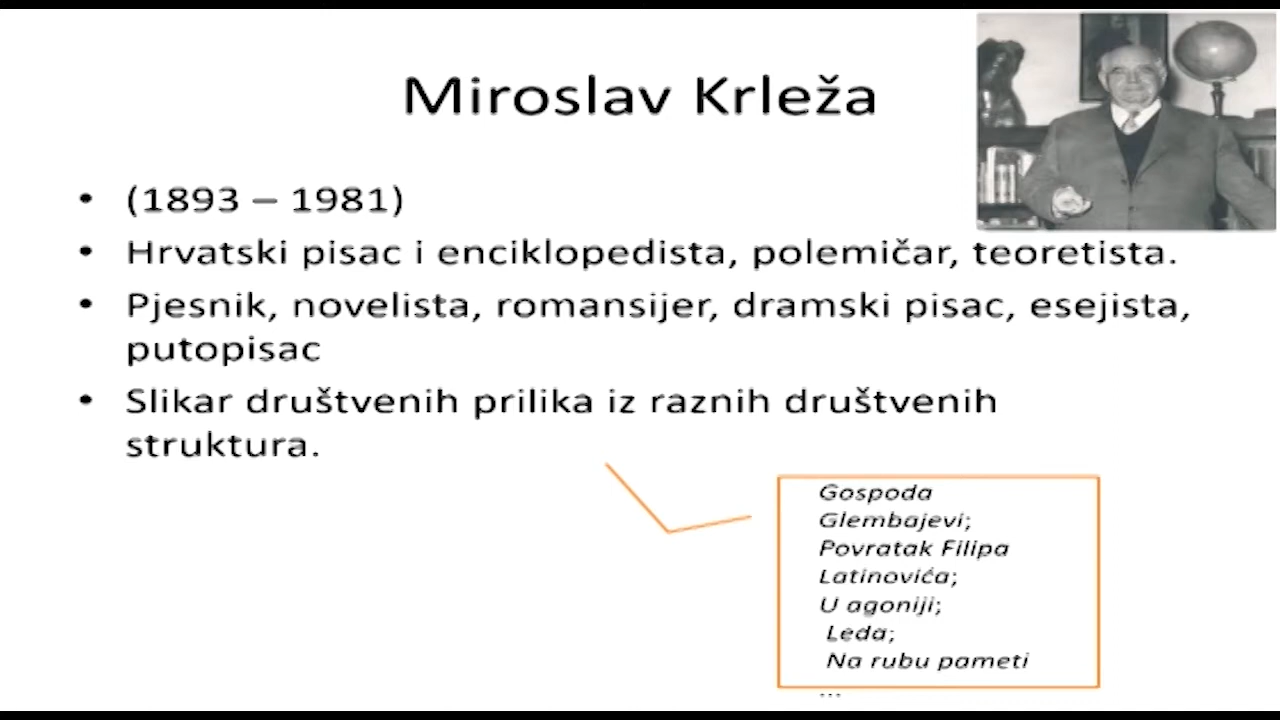 Miroslav Krleža
• (1893 – 1981)
• Hrvatski pisac i enciklopedista, polemičar, teoretista.
• Pjesnik, novelista, romansijer, dramski pisac, esejista,
putopisac
• Slikar društvenih prilika iz raznih društvenih
struktura.
Gospoda
Glembajevi;
Povratak Filipa
Latinovića;
U agoniji;
Leda;
Na rubu pameti
...